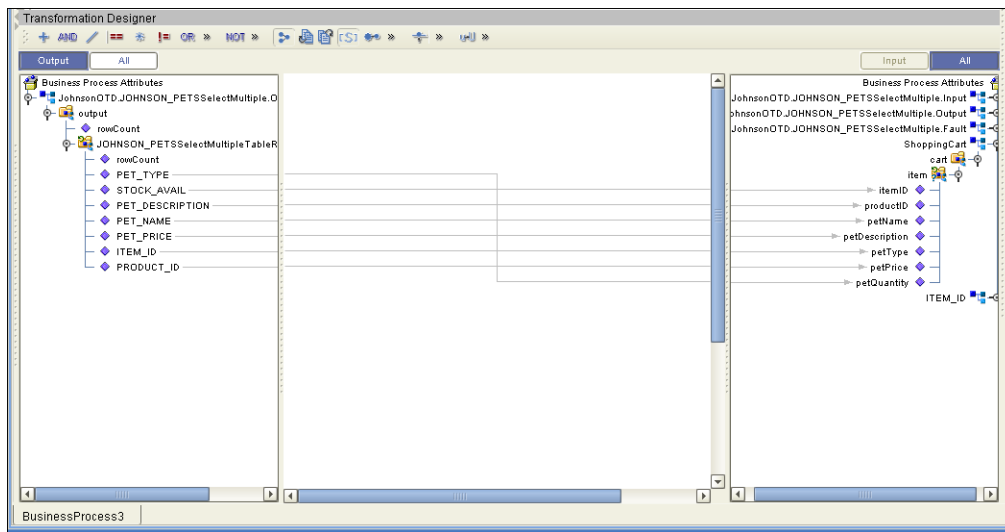 Transformation Designer
AND == != OR » NOT » »  »  »
Output All Input All
Business Process Attributes
JohnsonOTD.JOHNSON_PETSSelectMultiple.O
output
rowCount
JOHNSON_PETSSelectMultipleTableR
rowCount
PET_TYPE
STOCK_AVAIL
PET_DESCRIPTION
PET_NAME
PET_PRICE
ITEM_ID
PRODUCT_ID
Business Process Attributes
JohnsonOTD.JOHNSON_PETSSelectMultiple.Input
ohnsonOTD.JOHNSON_PETSSelectMultiple.Output
JohnsonOTD.JOHNSON_PETSSelectMultiple.Fault
ShoppingCart
cart
item
itemID
productID
petName
petDescription
petType
petPrice
petQuantity
ITEM_ID
BusinessProcess3